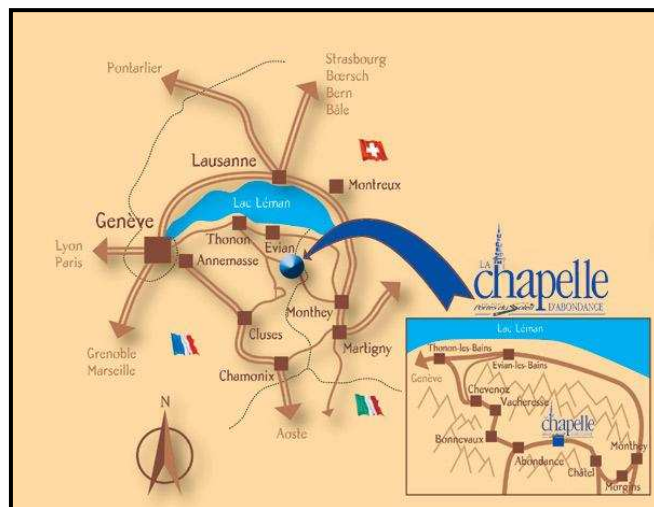 Pontarlier
Strasbourg
Bœrsch
Bern
Bâle
Lausanne
Montreux
Lac Léman
Genève
Thonon
Evian
Lyon
Paris
Annemasse
LA
chapelle
D'ABONDANCE
Monthey
Cluses
Martigny
Grenoble
Marseille
Chamonix
Aoste
N
Lac Léman
Thonon-les-Bains
Evian-les-Bains
Genève
Chevenoz
Vacheresse
chapelle
Bonnevaux
Abondance
Monthey
Châtel
Morgins